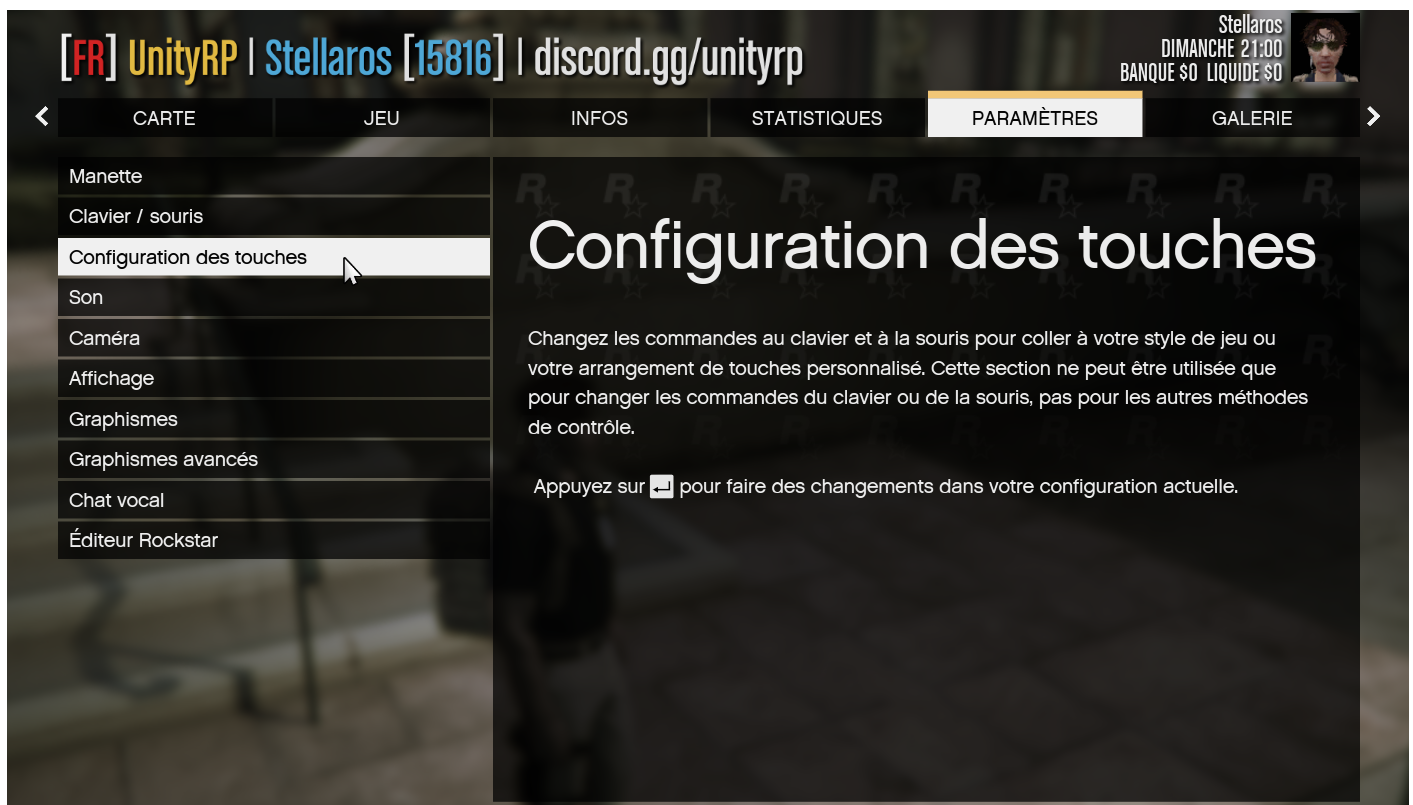 [FR] UnityRP | Stellaros [15816] | discord.gg/unityrp
Stellaros
DIMANCHE 21:00
BANQUE $0 LIQUIDE $0
CARTE
JEU
INFOS
STATISTIQUES
PARAMÈTRES
GALERIE
Manette
Clavier / souris
Configuration des touches
Son
Caméra
Affichage
Graphismes
Graphismes avancés
Chat vocal
Éditeur Rockstar
Configuration des touches
Changez les commandes au clavier et à la souris pour coller à votre style de jeu ou
votre arrangement de touches personnalisé. Cette section ne peut être utilisée que
pour changer les commandes du clavier ou de la souris, pas pour les autres méthodes
de contrôle.
Appuyez sur pour faire des changements dans votre configuration actuelle.